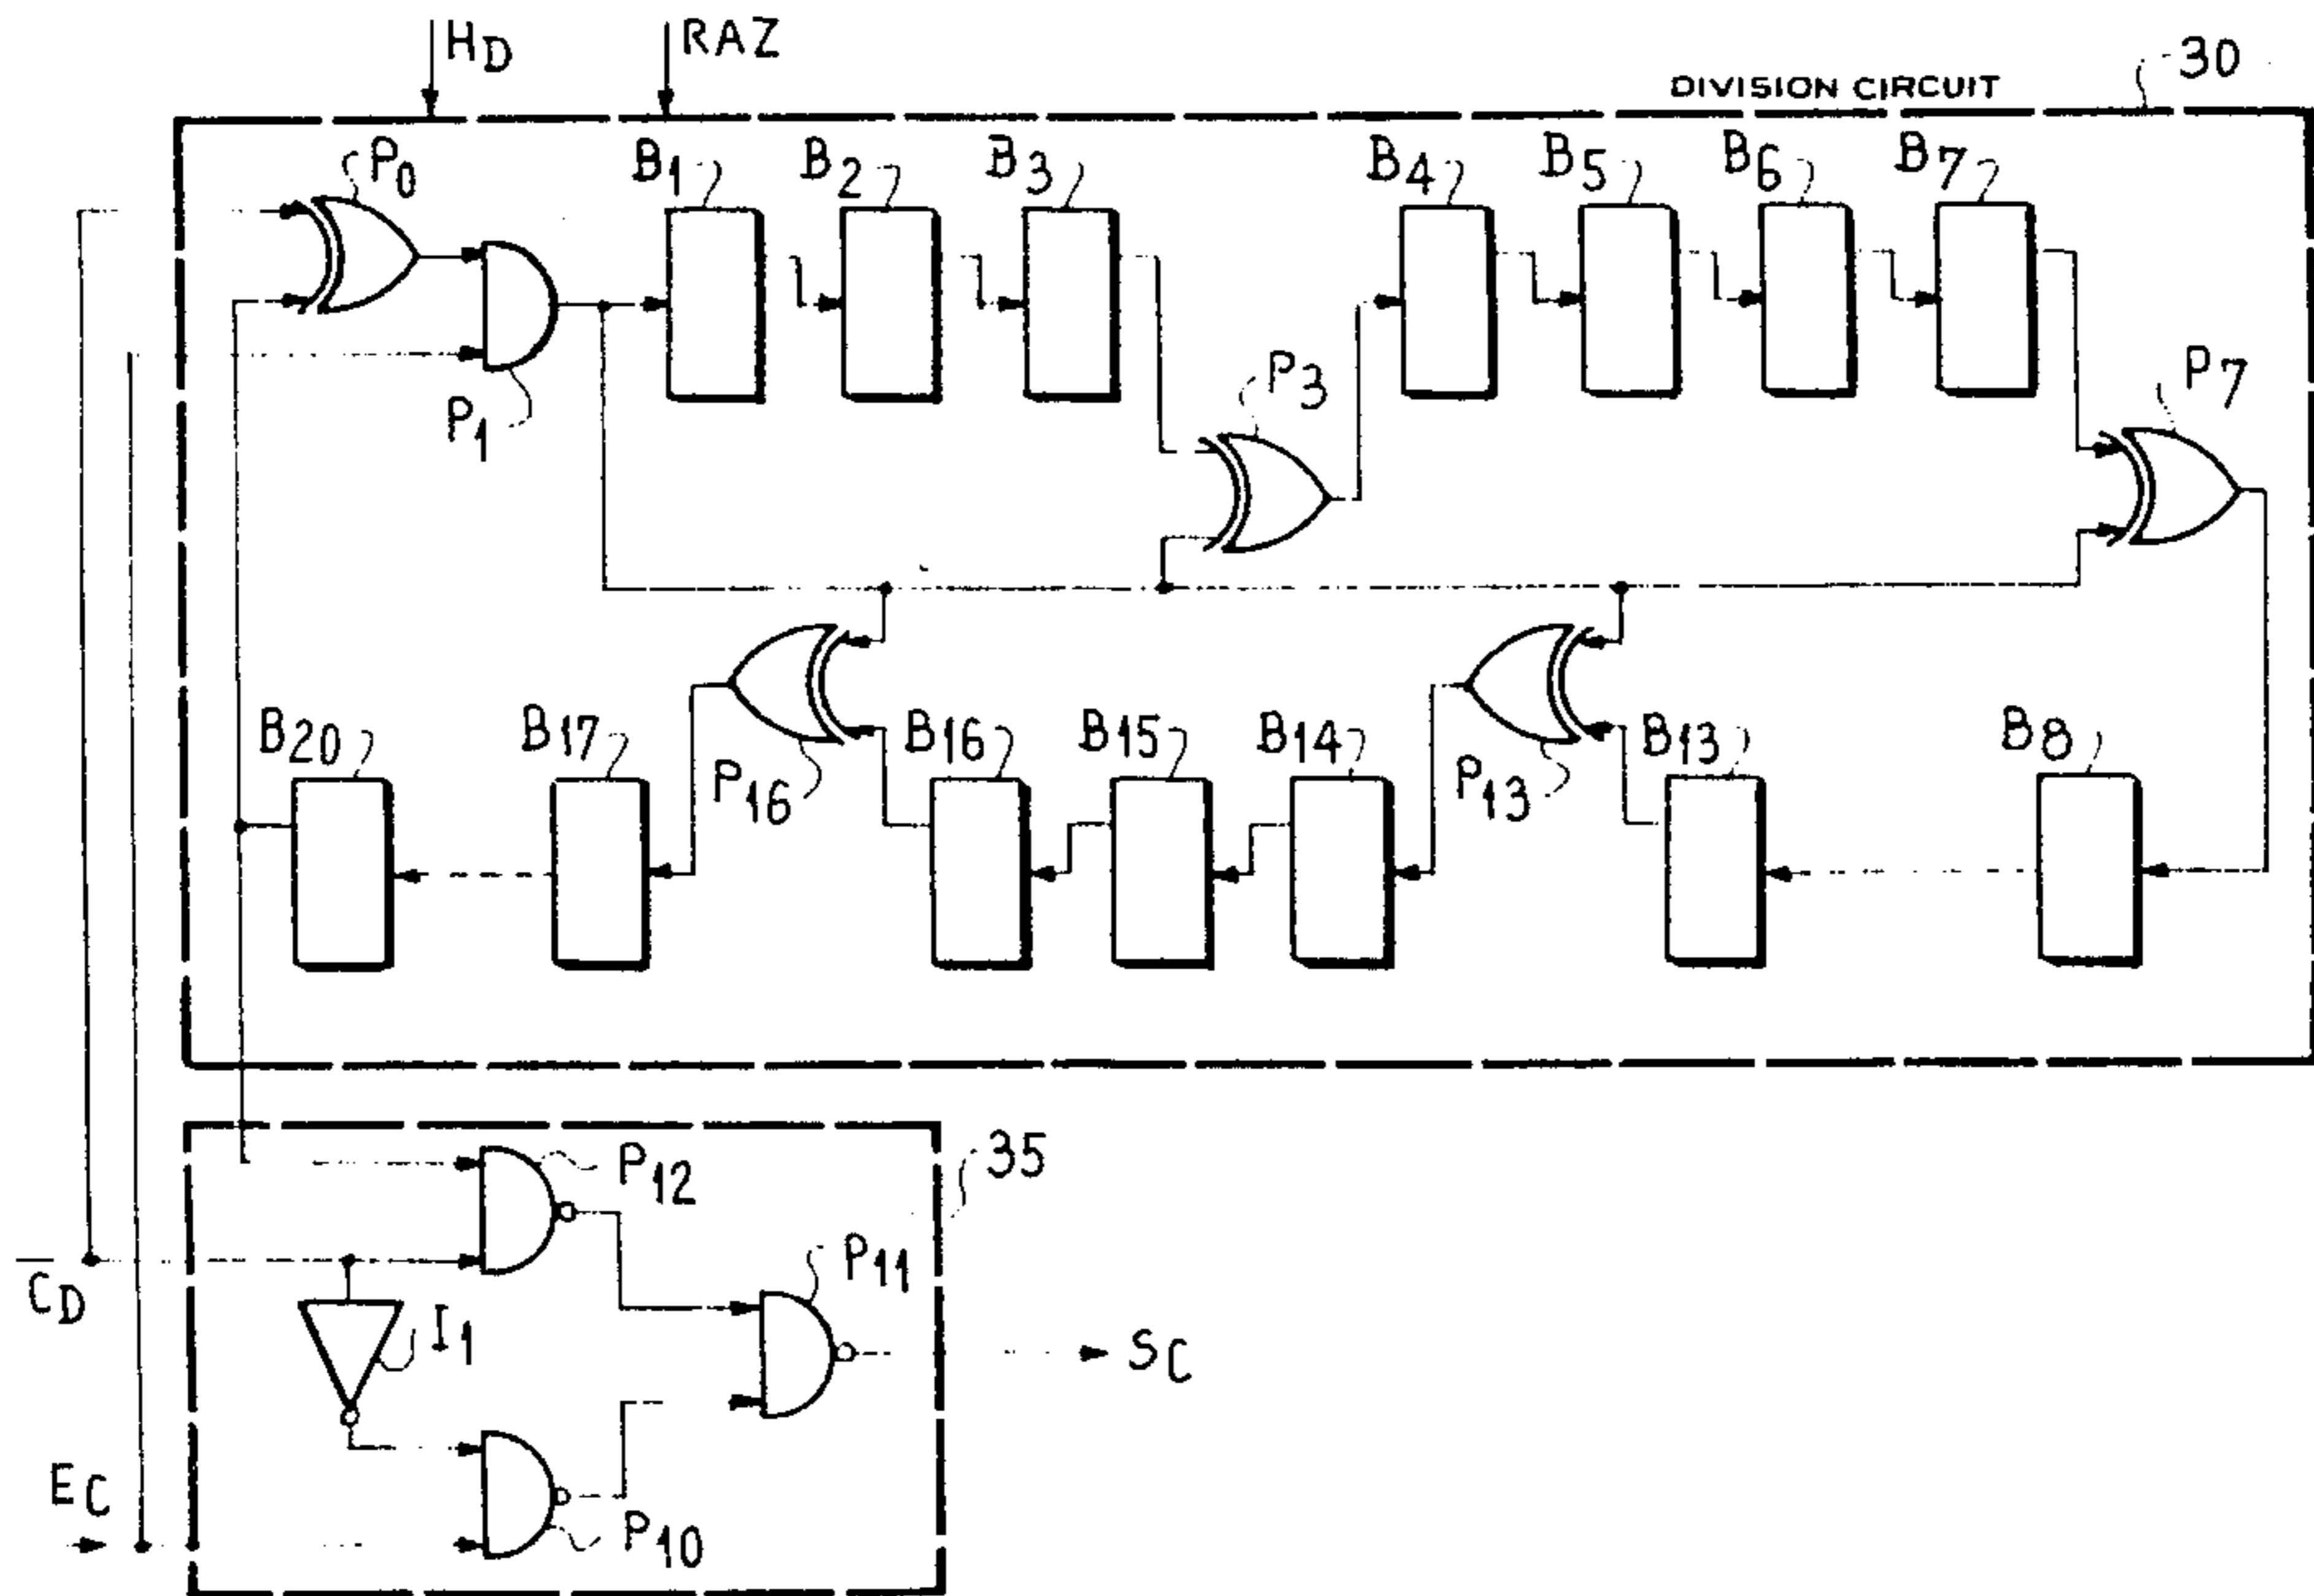 HD
RAZ
DIVISION CIRCUIT
30
P0
B1
B2
B3
B4
B5
B6
B7
P1
P3
P7
B20
B17
P16
B16
B15
B14
P13
B13
B8
P12
35
C̅D
I1
P11
SC
EC
P10